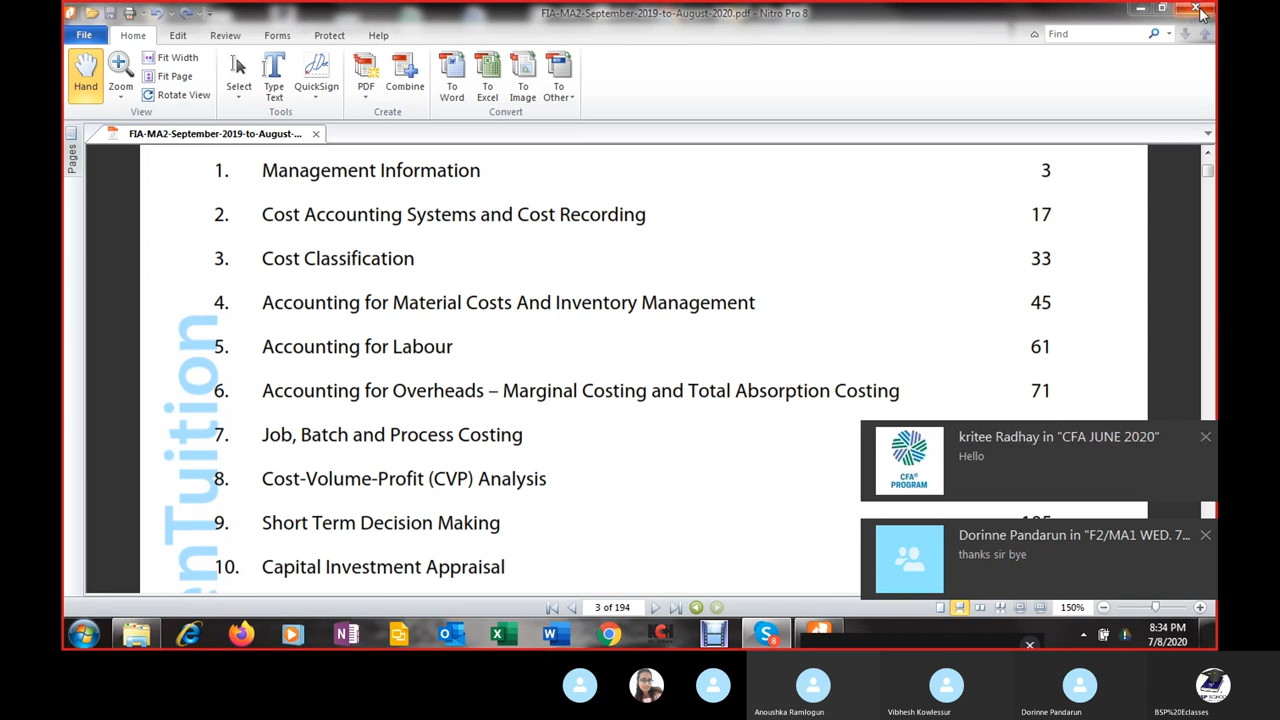 FIA-MA2-September-2019-to-August-2020.pdf - Nitro Pro 8
File Home Edit Review Forms Protect Help Find
Hand Zoom Fit Width Fit Page Rotate View
View
Select Type Text QuickSign
Tools
PDF Combine
Create
To Word To Excel To Image To Other
Convert
FIA-MA2-September-2019-to-August-...
Pages
1. Management Information 3
2. Cost Accounting Systems and Cost Recording 17
3. Cost Classification 33
4. Accounting for Material Costs And Inventory Management 45
5. Accounting for Labour 61
6. Accounting for Overheads – Marginal Costing and Total Absorption Costing 71
7. Job, Batch and Process Costing
8. Cost-Volume-Profit (CVP) Analysis
9. Short Term Decision Making
10. Capital Investment Appraisal
enTuition
CFA® PROGRAM
kritee Radhay in "CFA JUNE 2020"
Hello
Dorinne Pandarun in "F2/MA1 WED. 7...
thanks sir bye
3 of 194
150%
8
8:34 PM
7/8/2020
Anoushka Ramlogun
Vibhesh Kowlessur
Dorinne Pandarun
BSP%20Eclasses